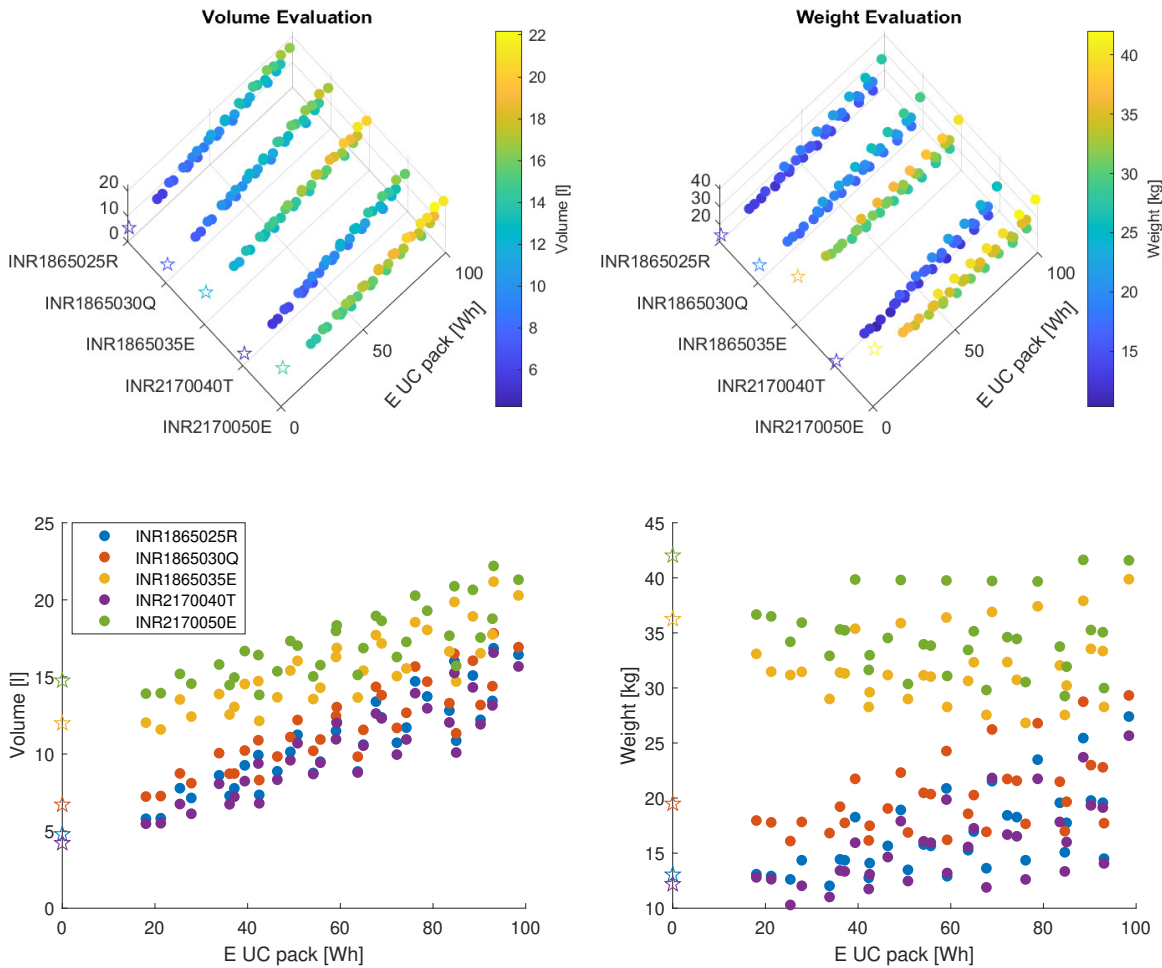 Volume Evaluation
20
10
0
INR1865025R
INR1865030Q
INR1865035E
INR2170040T
INR2170050E
0
50
100
E UC pack [Wh]
22
20
18
16
14
12
10
8
6
Volume [l]
Weight Evaluation
40
30
20
INR1865025R
INR1865030Q
INR1865035E
INR2170040T
INR2170050E
0
50
100
E UC pack [Wh]
40
35
30
25
20
15
Weight [kg]
25
20
15
10
5
0
Volume [l]
INR1865025R
INR1865030Q
INR1865035E
INR2170040T
INR2170050E
0 20 40 60 80 100
E UC pack [Wh]
45
40
35
30
25
20
15
10
Weight [kg]
0 20 40 60 80 100
E UC pack [Wh]